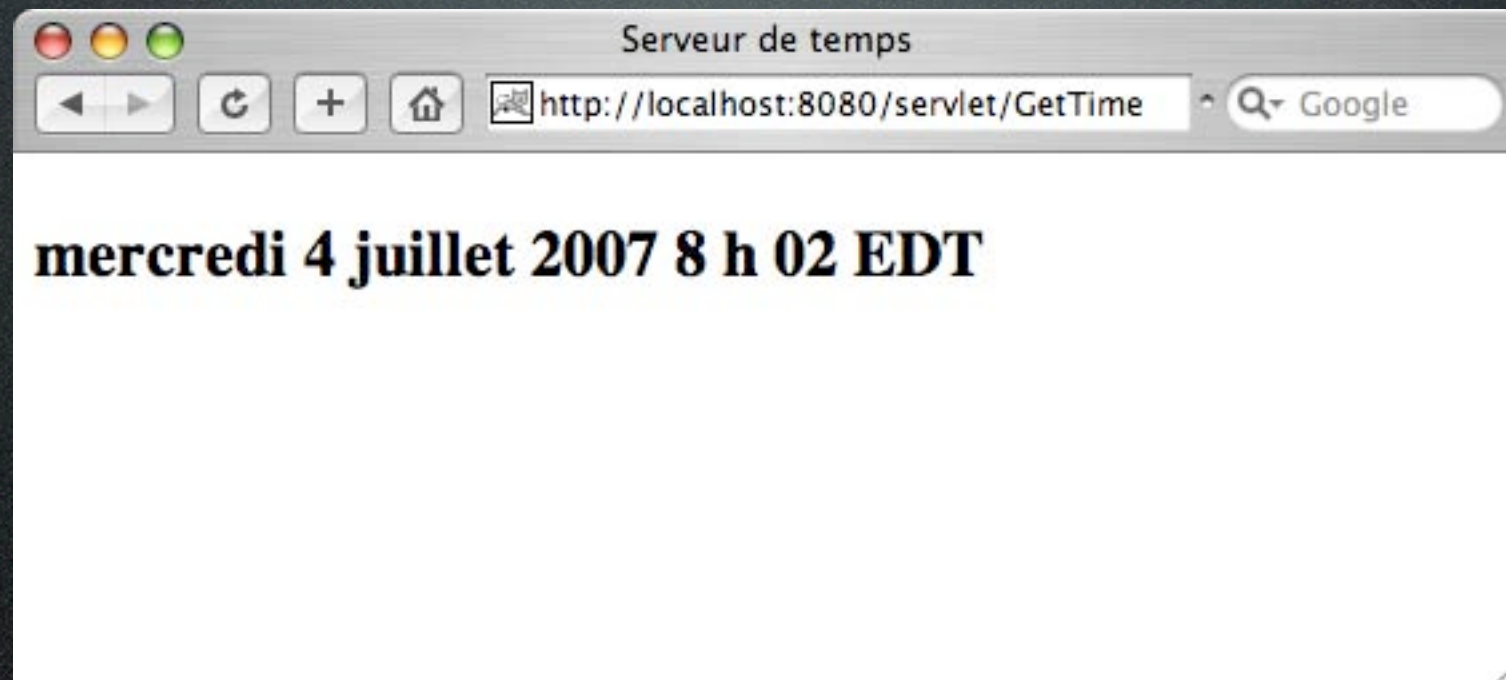 Serveur de temps
http://localhost:8080/servlet/GetTime
Google
mercredi 4 juillet 2007 8 h 02 EDT